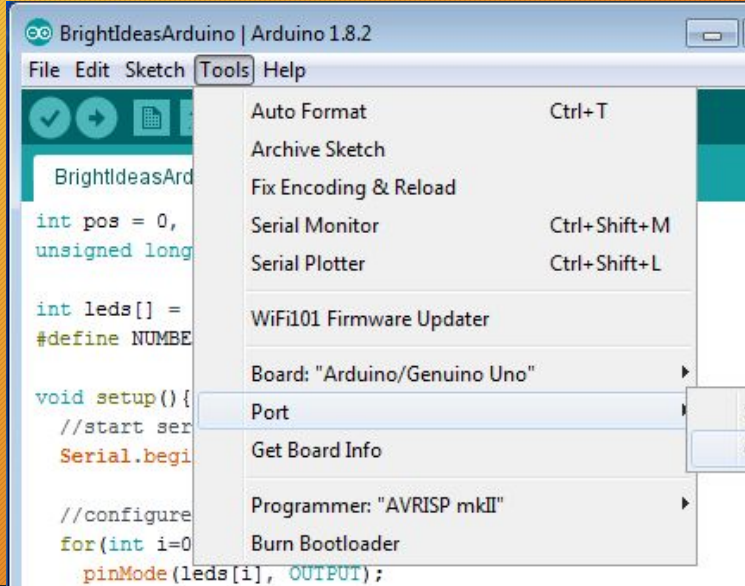 BrightIdeasArduino | Arduino 1.8.2
File Edit Sketch Tools Help
Auto Format Ctrl+T
Archive Sketch
Fix Encoding & Reload
Serial Monitor Ctrl+Shift+M
Serial Plotter Ctrl+Shift+L
WiFi101 Firmware Updater
Board: "Arduino/Genuino Uno"
Port
Get Board Info
Programmer: "AVRISP mkII"
Burn Bootloader
BrightIdeasArd
int pos = 0,
unsigned long
int leds[] =
#define NUMBE
void setup(){
//start ser
Serial.begi
//configure
for(int i=0
pinMode(leds[i], OUTPUT);